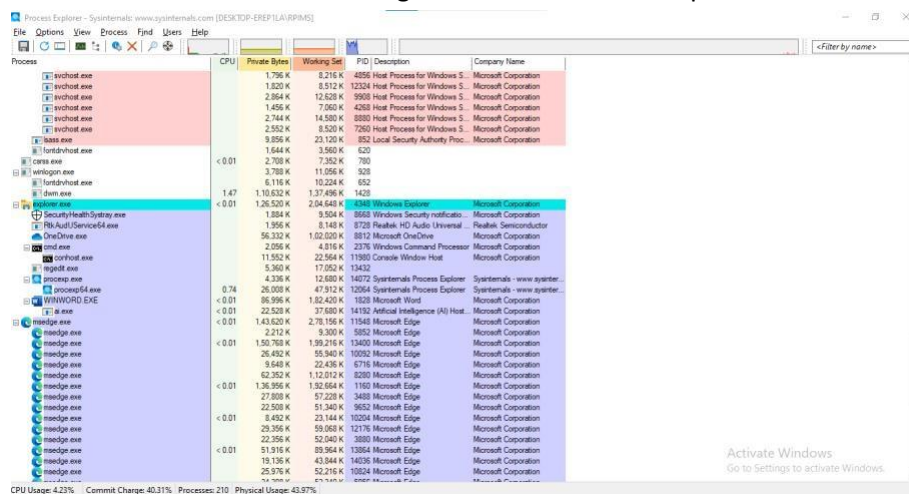 Process Explorer - Sysinternals: www.sysinternals.com [DESKTOP-EREP1LA\RPIMS]
File Options View Process Find Users Help
<Filter by name>
Process CPU Private Bytes Working Set PID Description Company Name
svchost.exe 1,796 K 8,216 K 4856 Host Process for Windows S... Microsoft Corporation
svchost.exe 1,820 K 8,512 K 12324 Host Process for Windows S... Microsoft Corporation
svchost.exe 2,864 K 12,628 K 9908 Host Process for Windows S... Microsoft Corporation
svchost.exe 1,456 K 7,060 K 4268 Host Process for Windows S... Microsoft Corporation
svchost.exe 2,744 K 14,580 K 8880 Host Process for Windows S... Microsoft Corporation
svchost.exe 2,552 K 8,520 K 7260 Host Process for Windows S... Microsoft Corporation
lsass.exe 9,856 K 23,120 K 852 Local Security Authority Proc... Microsoft Corporation
fontdrvhost.exe 1,644 K 3,560 K 620
csrss.exe < 0.01 2,708 K 7,352 K 780
winlogon.exe 3,788 K 11,056 K 928
fontdrvhost.exe 6,116 K 10,224 K 652
dwm.exe 1.47 1,10,632 K 1,37,496 K 1428
explorer.exe < 0.01 1,26,520 K 2,04,648 K 4348 Windows Explorer Microsoft Corporation
SecurityHealthSystray.exe 1,884 K 9,504 K 8668 Windows Security notificatio... Microsoft Corporation
RtkAudUService64.exe 1,956 K 8,148 K 8728 Realtek HD Audio Universal ... Realtek Semiconductor
OneDrive.exe 56,332 K 1,02,020 K 8812 Microsoft OneDrive Microsoft Corporation
cmd.exe 2,056 K 4,816 K 2376 Windows Command Processor Microsoft Corporation
conhost.exe 11,552 K 22,564 K 11980 Console Window Host Microsoft Corporation
regedit.exe 5,360 K 17,052 K 13432
procexp.exe 4,336 K 12,680 K 14072 Sysinternals Process Explorer Sysinternals - www.sysinter...
procexp64.exe 0.74 26,008 K 47,912 K 12064 Sysinternals Process Explorer Sysinternals - www.sysinter...
WINWORD.EXE < 0.01 86,996 K 1,82,420 K 1828 Microsoft Word Microsoft Corporation
ai.exe < 0.01 22,528 K 37,680 K 14192 Artificial Intelligence (AI) Host... Microsoft Corporation
msedge.exe < 0.01 1,43,620 K 2,78,156 K 11548 Microsoft Edge Microsoft Corporation
msedge.exe 2,212 K 9,300 K 5852 Microsoft Edge Microsoft Corporation
msedge.exe < 0.01 1,50,768 K 1,99,216 K 13400 Microsoft Edge Microsoft Corporation
msedge.exe 26,492 K 55,940 K 10092 Microsoft Edge Microsoft Corporation
msedge.exe 9,648 K 22,436 K 6716 Microsoft Edge Microsoft Corporation
msedge.exe 62,352 K 1,12,012 K 8280 Microsoft Edge Microsoft Corporation
msedge.exe < 0.01 1,36,956 K 1,92,664 K 1160 Microsoft Edge Microsoft Corporation
msedge.exe 27,808 K 57,228 K 3488 Microsoft Edge Microsoft Corporation
msedge.exe 22,508 K 51,340 K 9652 Microsoft Edge Microsoft Corporation
msedge.exe < 0.01 8,492 K 23,144 K 10204 Microsoft Edge Microsoft Corporation
msedge.exe 29,356 K 59,068 K 12176 Microsoft Edge Microsoft Corporation
msedge.exe 22,356 K 52,040 K 3880 Microsoft Edge Microsoft Corporation
msedge.exe < 0.01 51,916 K 89,964 K 13864 Microsoft Edge Microsoft Corporation
msedge.exe 19,136 K 43,844 K 14036 Microsoft Edge Microsoft Corporation
msedge.exe 25,976 K 52,216 K 10824 Microsoft Edge Microsoft Corporation
Activate Windows
Go to Settings to activate Windows.
CPU Usage: 4.23% Commit Charge: 40.31% Processes: 210 Physical Usage: 43.97%